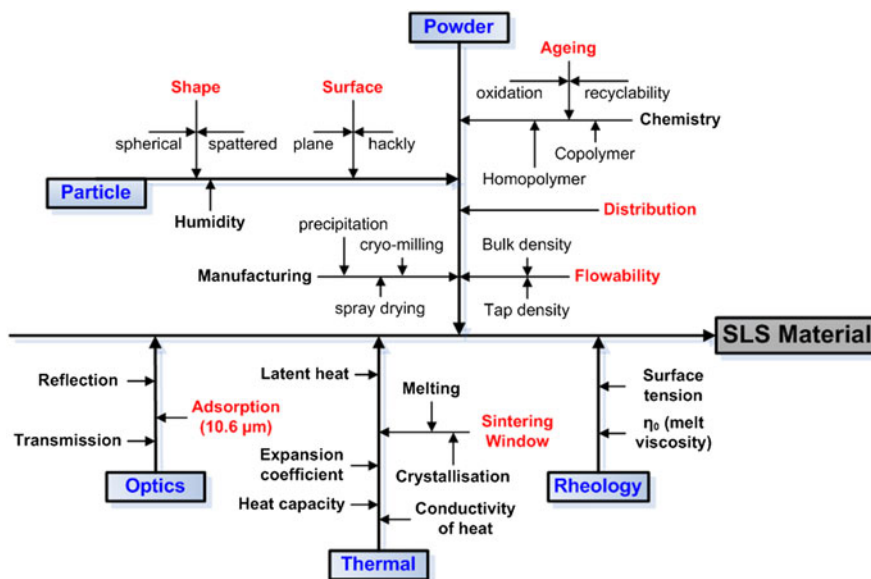 Powder
Ageing
oxidation
recyclability
Chemistry
Copolymer
Homopolymer
Shape
Surface
spherical
spattered
plane
hackly
Particle
Humidity
Distribution
precipitation
cryo-milling
Manufacturing
spray drying
Bulk density
Flowability
Tap density
SLS Material
Reflection
Adsorption
(10.6 µm)
Transmission
Optics
Latent heat
Melting
Sintering
Window
Crystallisation
Expansion
coefficient
Heat capacity
Conductivity
of heat
Thermal
Surface
tension
η₀ (melt
viscosity)
Rheology